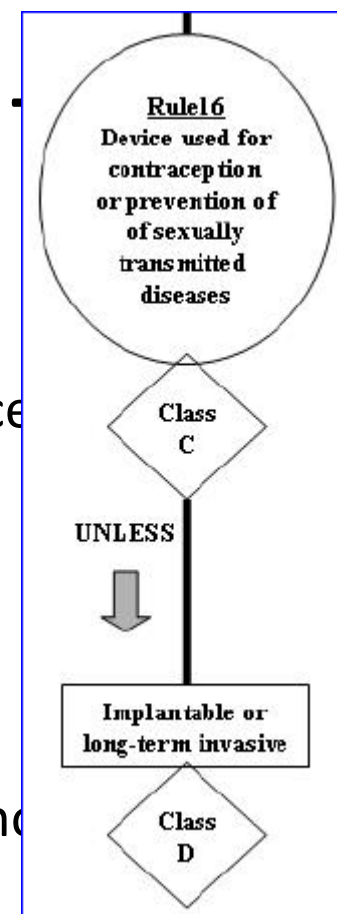 Rule16
Device used for
contraception
or prevention of
of sexually
transmitted
diseases
Class
C
UNLESS
Implantable or
long-term invasive
Class
D